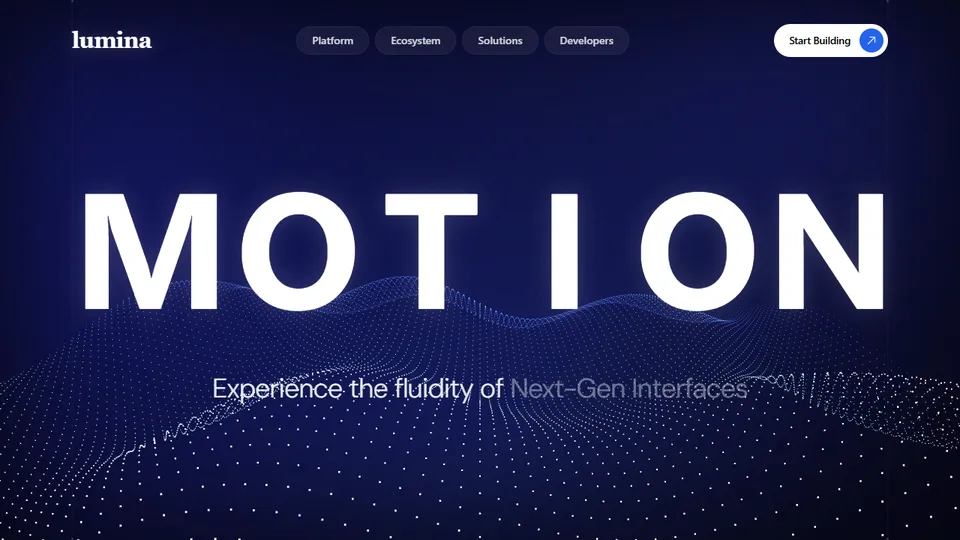 lumina
Platform
Ecosystem
Solutions
Developers
Start Building
MOTION
Experience the fluidity of Next-Gen Interfaces